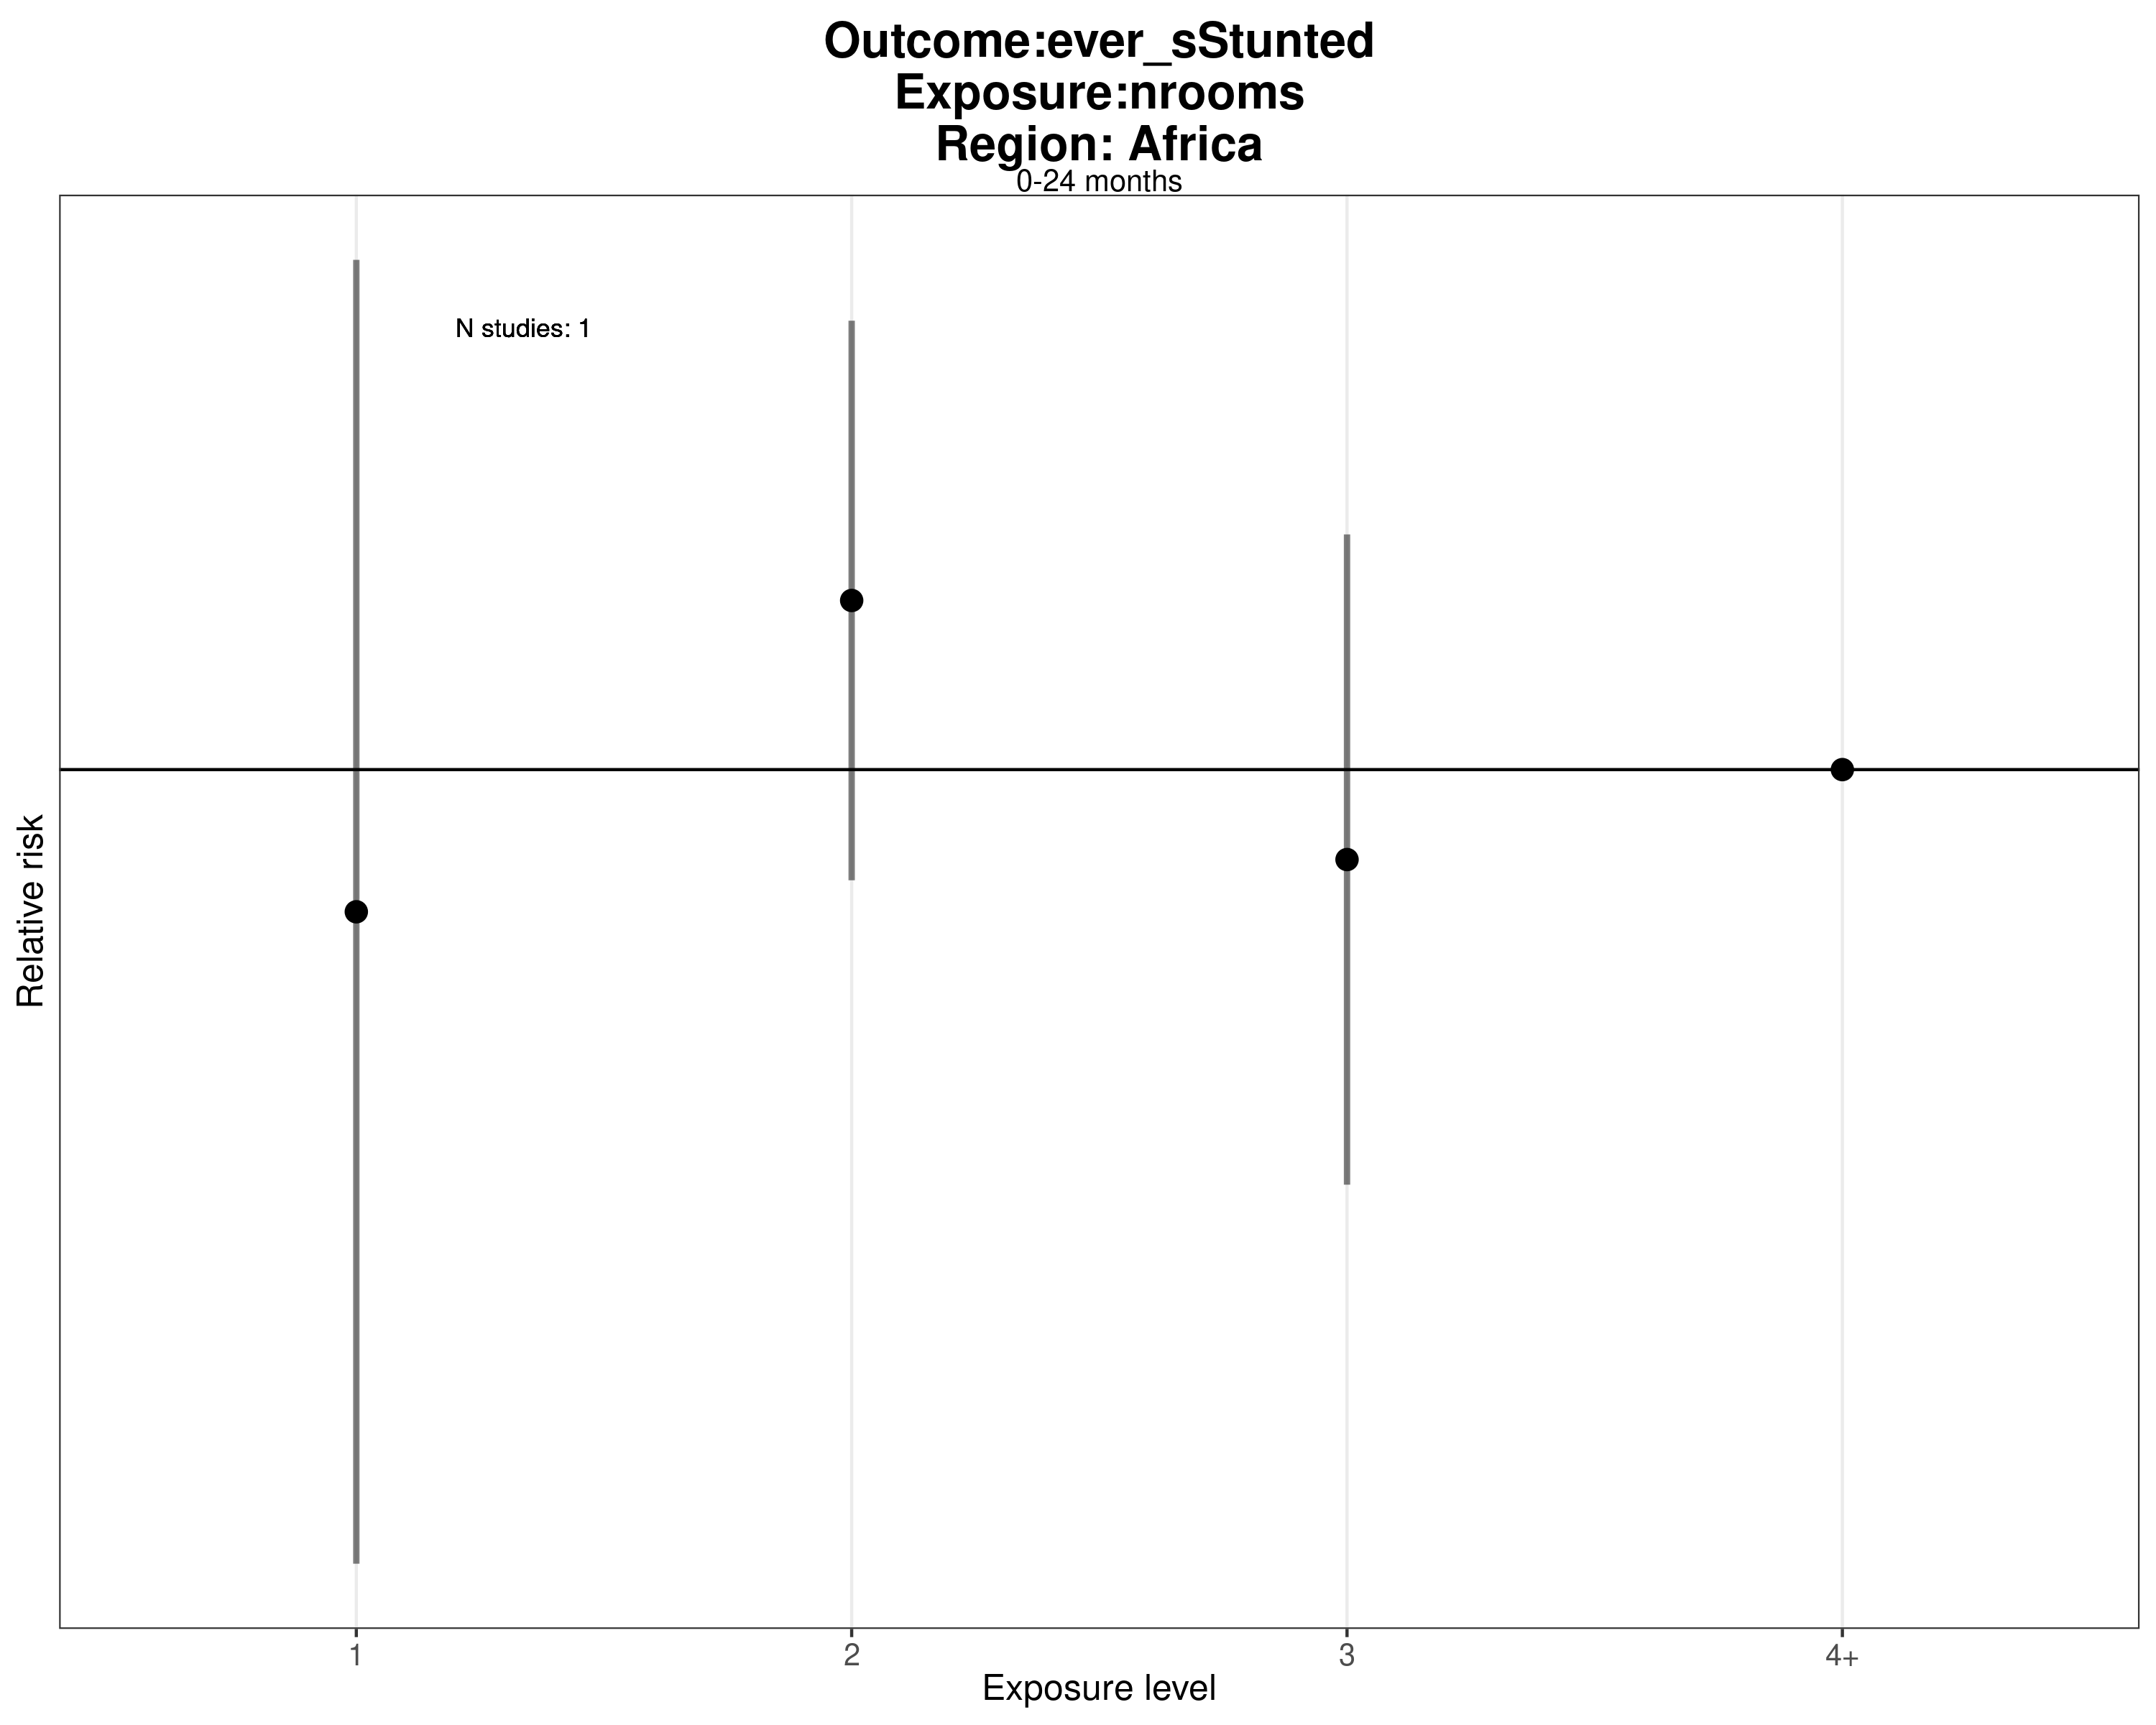 Outcome:ever_sStunted
Exposure:nrooms
Region: Africa
0-24 months
N studies: 1
Relative risk
1
2
3
4+
Exposure level